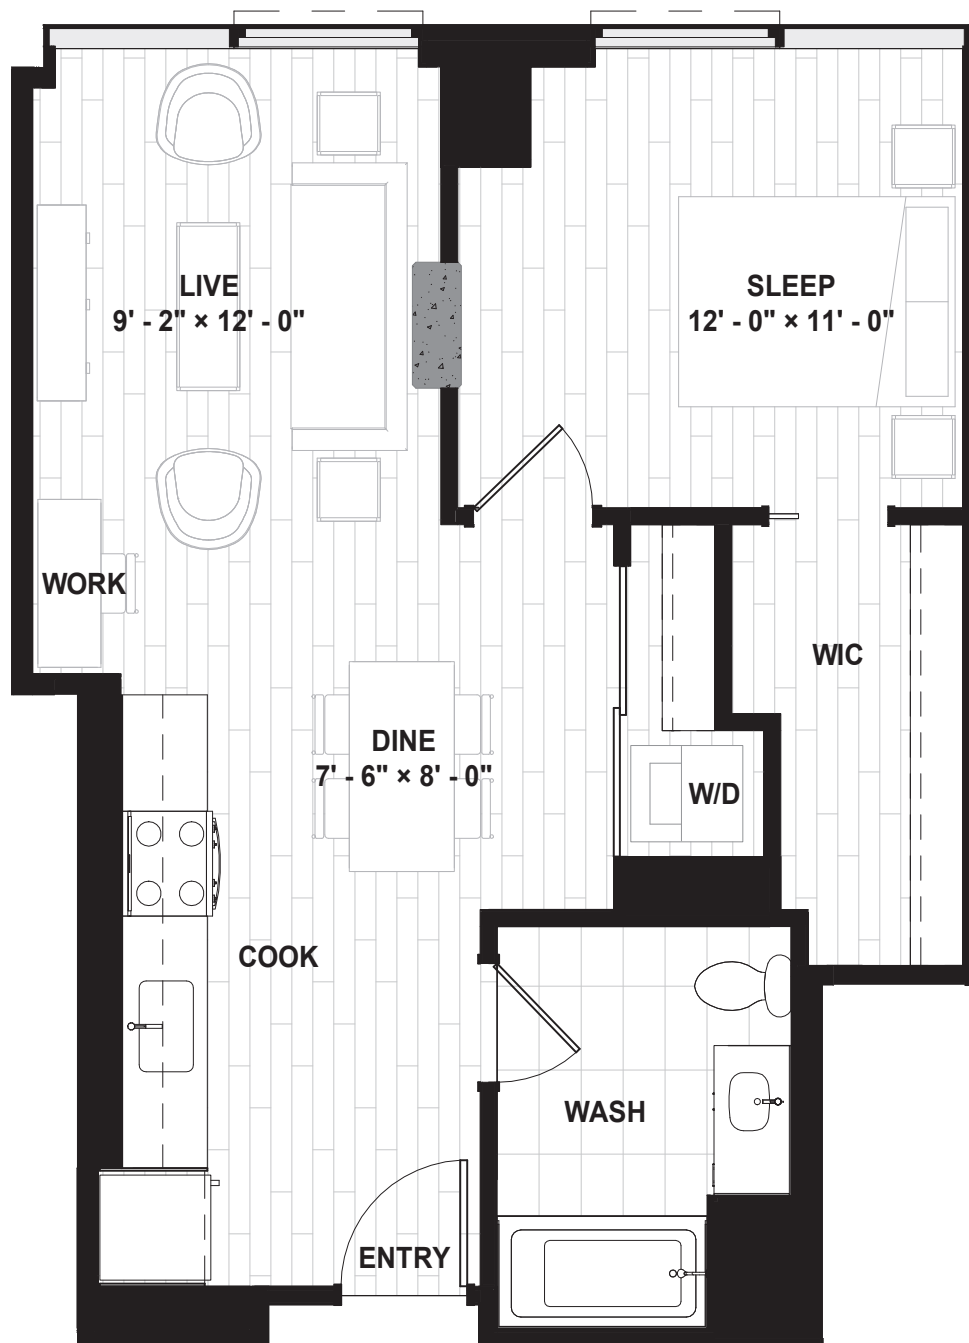 LIVE
9' - 2" × 12' - 0"
SLEEP
12' - 0" × 11' - 0"
WORK
WIC
DINE
7' - 6" × 8' - 0"
W/D
COOK
WASH
ENTRY